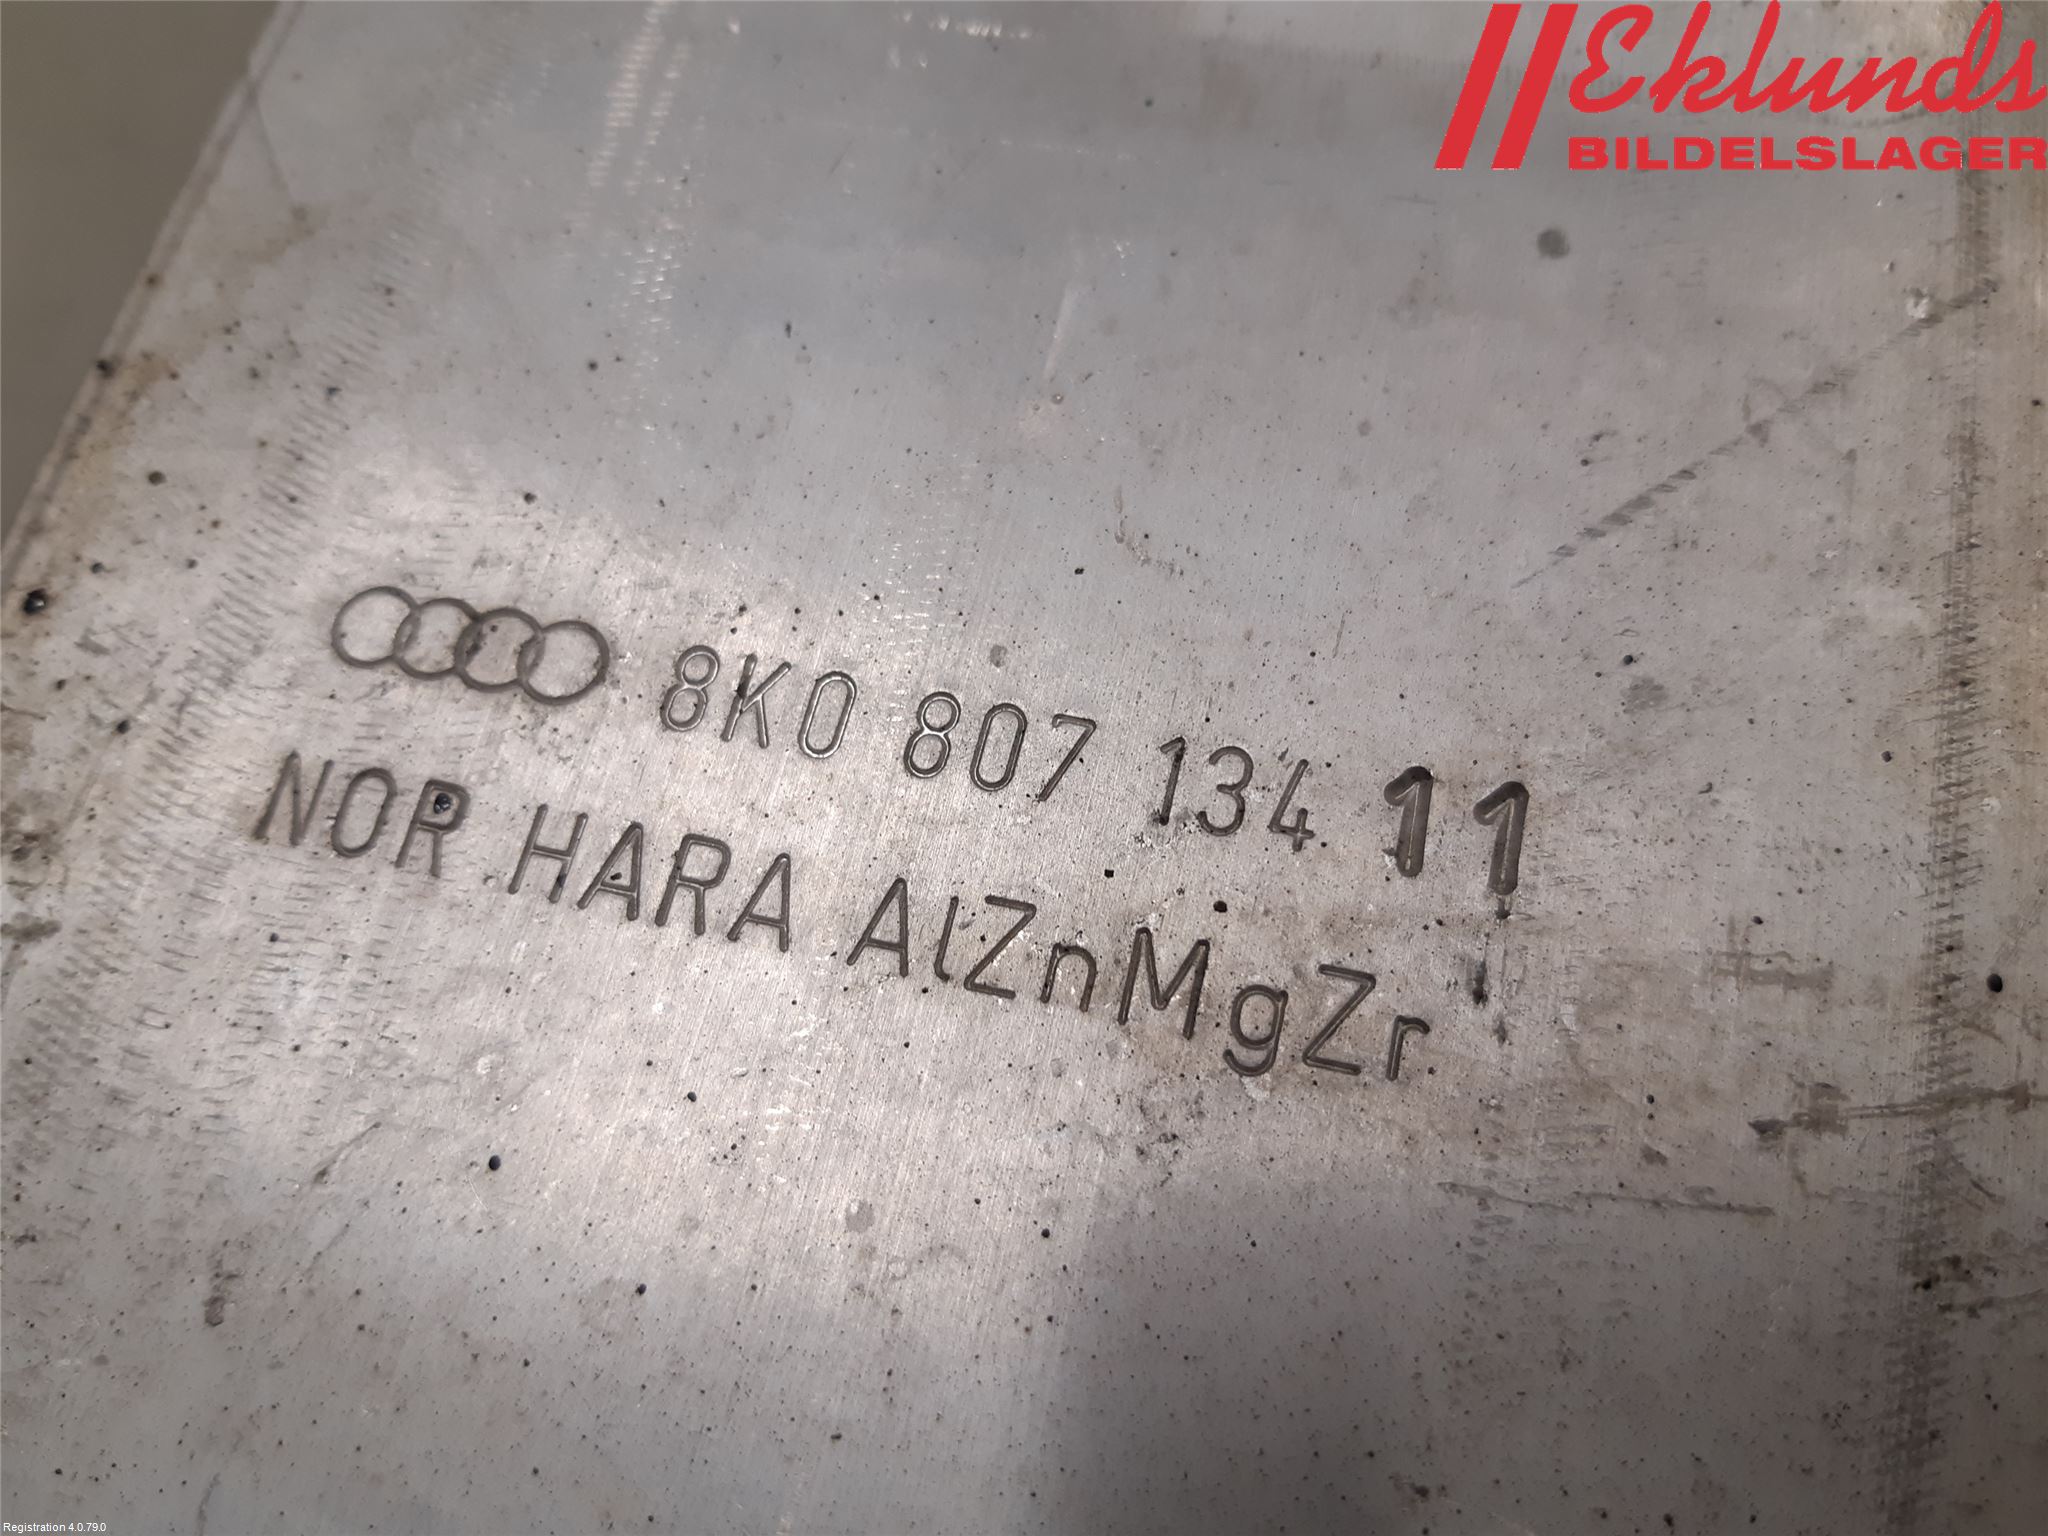 Eklunds
BILDELSLAGER
8K0 807 134 11
NOR HARA AlZnMgZr
Registration 4.0.79.0